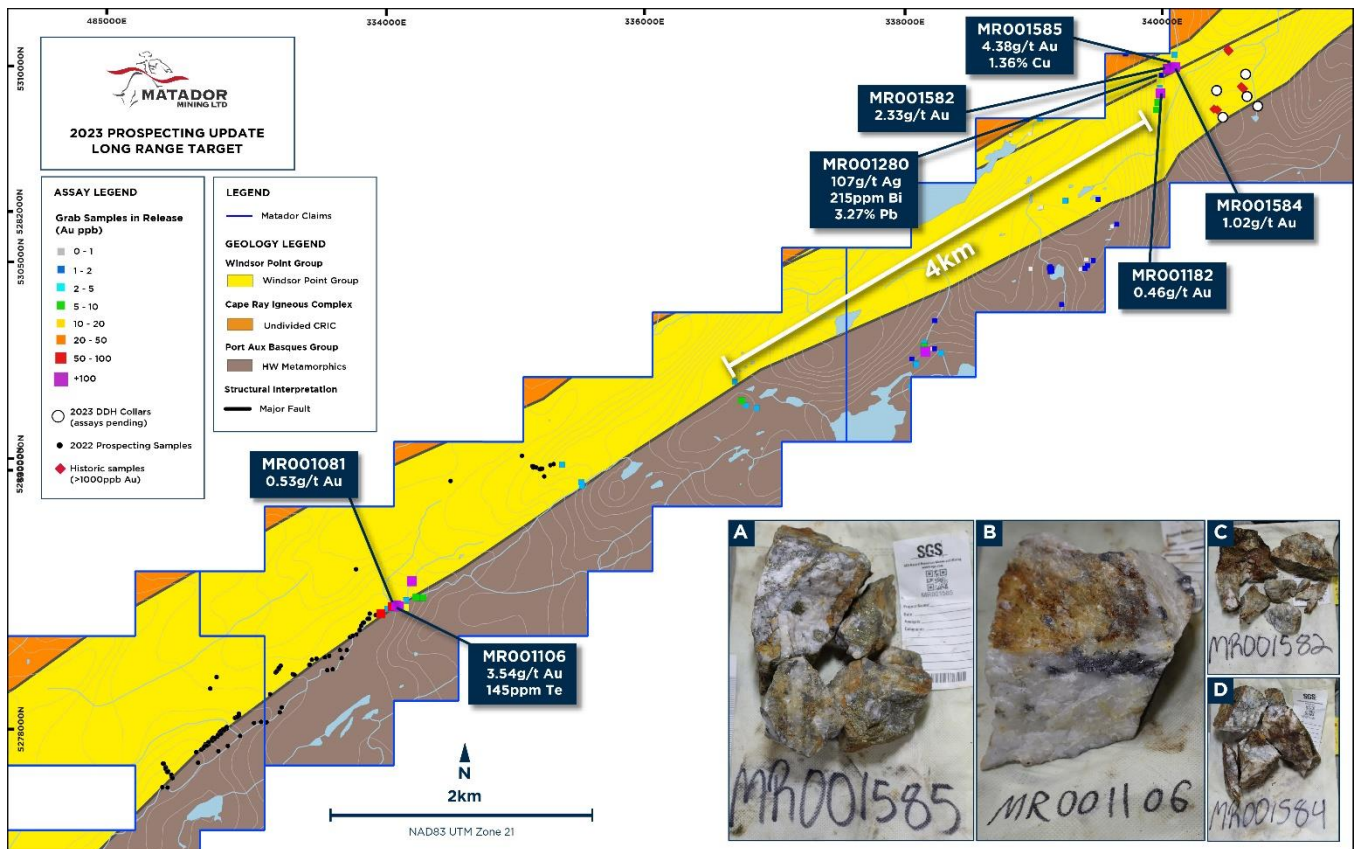 485000E
334000E
336000E
338000E
340000E
5310000N
5282000N
5305000N
5278000N
MATADOR
MINING LTD
2023 PROSPECTING UPDATE
LONG RANGE TARGET
ASSAY LEGEND
Grab Samples in Release
(Au ppb)
0 - 1
1 - 2
2 - 5
5 - 10
10 - 20
20 - 50
50 - 100
+100
2023 DDH Collars
(assays pending)
2022 Prospecting Samples
Historic samples
(>1000ppb Au)
LEGEND
Matador Claims
GEOLOGY LEGEND
Windsor Point Group
Windsor Point Group
Cape Ray Igneous Complex
Undivided CRIC
Port Aux Basques Group
HW Metamorphics
Structural Interpretation
Major Fault
MR001585
4.38g/t Au
1.36% Cu
MR001582
2.33g/t Au
MR001280
107g/t Ag
215ppm Bi
3.27% Pb
MR001584
1.02g/t Au
MR001182
0.46g/t Au
4km
MR001081
0.53g/t Au
MR001106
3.54g/t Au
145ppm Te
N
2km
NAD83 UTM Zone 21
A
SGS
MR001585
B
MR001106
C
MR001582
D
SGS
MR001584